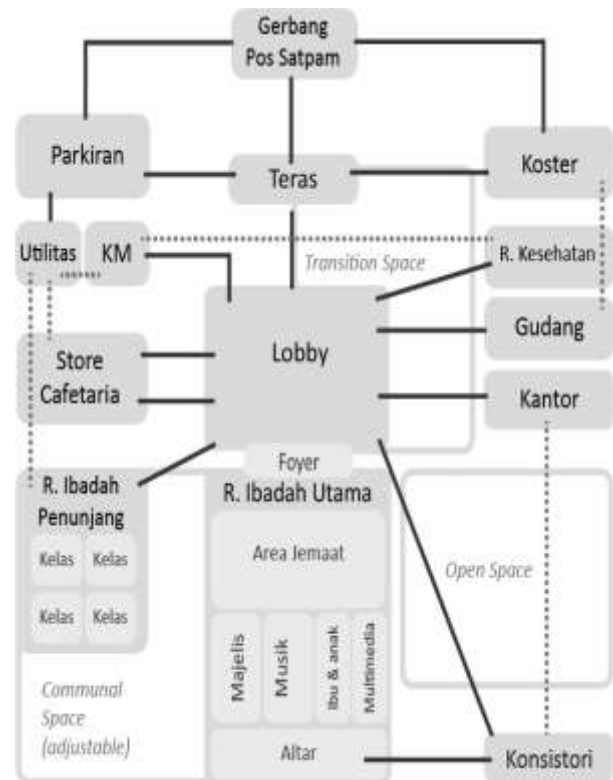 Gerbang
Pos Satpam
Parkiran
Teras
Koster
Utilitas
KM
Transition Space
R. Kesehatan
Lobby
Gudang
Store
Cafetaria
Kantor
Foyer
R. Ibadah
Penunjang
R. Ibadah Utama
Kelas
Kelas
Kelas
Kelas
Area Jemaat
Open Space
Majelis
Musik
Ibu & anak
Multimedia
Communal
Space
(adjustable)
Altar
Konsistori